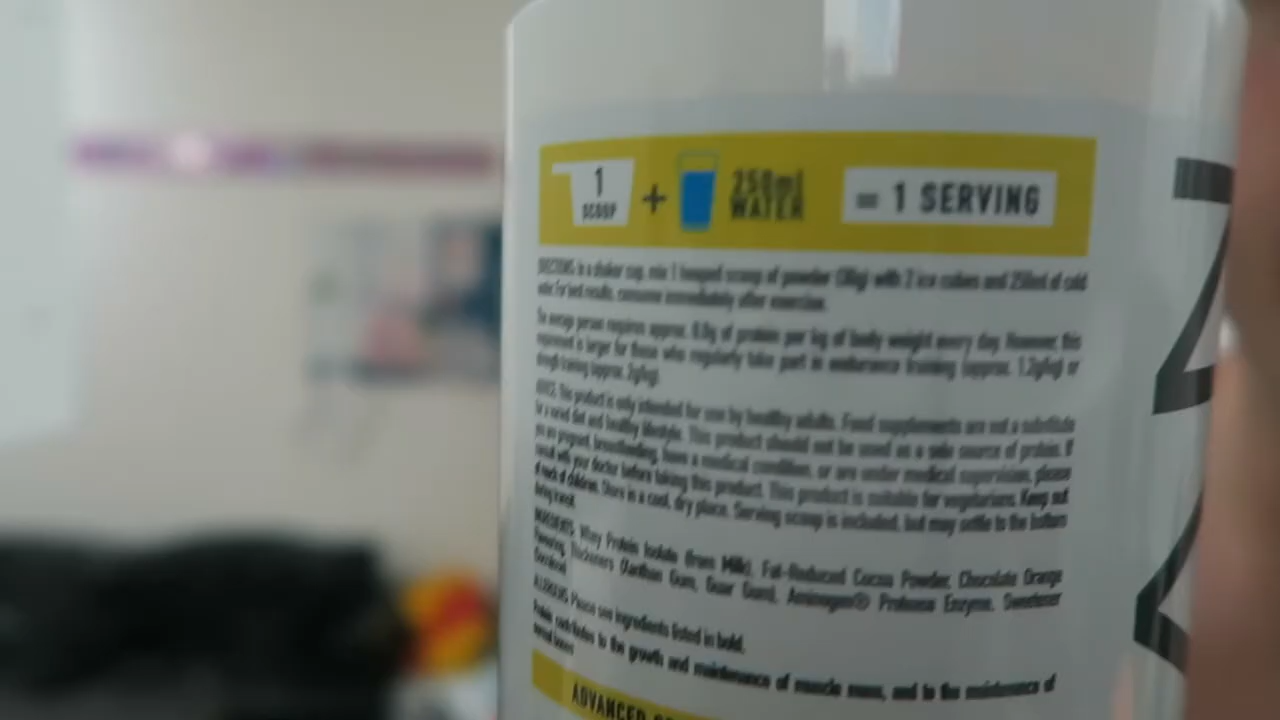 1 SCOOP + 250ml WATER = 1 SERVING
DIRECTIONS: In a shaker cup, mix 1 heaped scoop of powder (30g) with 2 ice cubes and 250ml of cold
water. For best results, consume immediately after exercise.
The average person requires approx. 0.8g of protein per kg of body weight every day. However, this
requirement is larger for those who regularly take part in endurance training (approx. 1.2g/kg) or
strength training (approx. 2g/kg).
This product is only intended for use by healthy adults. Food supplements are not a substitute
for a varied diet and healthy lifestyle. This product should not be used as a sole source of protein. If
you are pregnant, breastfeeding, have a medical condition, or are under medical supervision, please
consult with your doctor before taking this product. This product is suitable for vegetarians. Keep out
of reach of children. Store in a cool, dry place. Serving scoop is included, but may settle to the bottom
during transit.
INGREDIENTS: Whey Protein Isolate (from Milk), Fat-Reduced Cocoa Powder, Chocolate Orange
Flavouring, Thickeners (Xanthan Gum, Guar Gum), Aminogen® Protease Enzyme, Sweetener
(Sucralose).
ALLERGENS: Please see ingredients listed in bold.
Protein contributes to the growth and maintenance of muscle mass, and to the maintenance of
normal bones.
ADVANCED